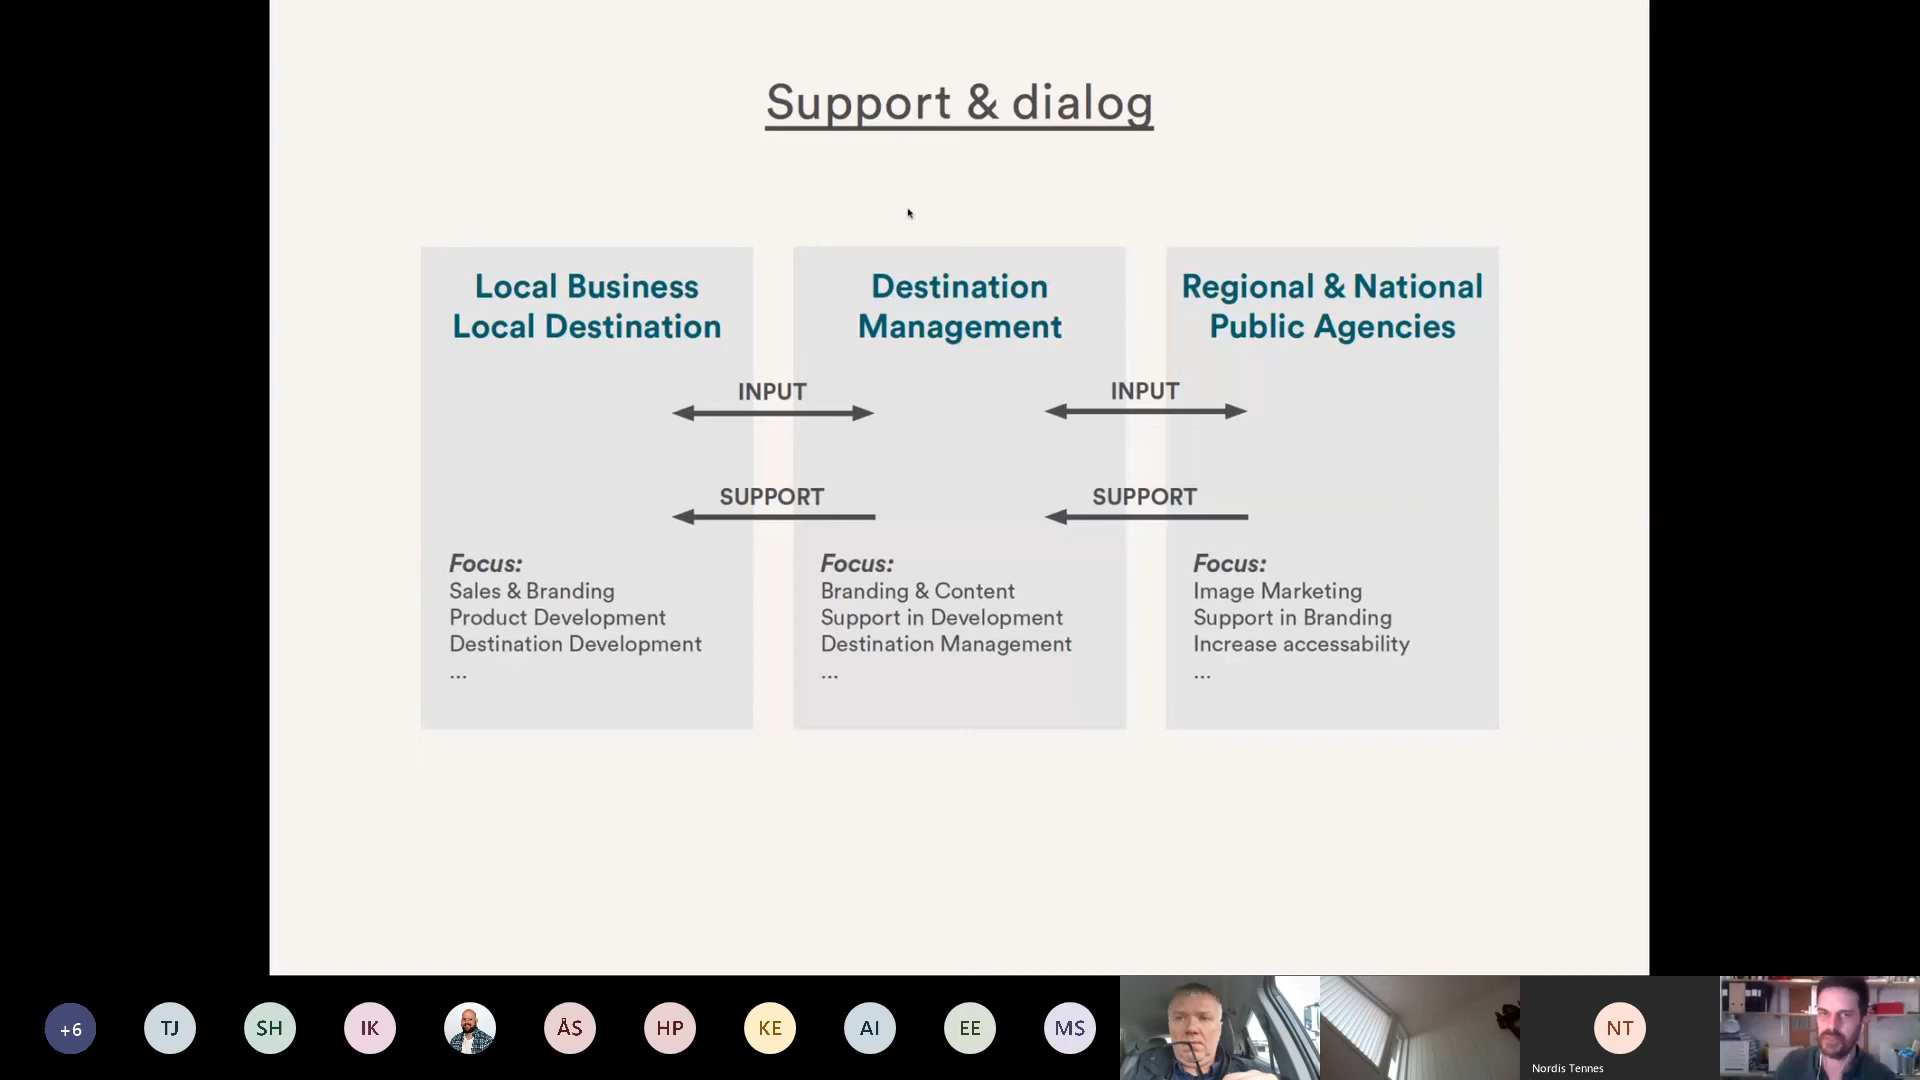 Support & dialog
Local Business
Local Destination
Destination
Management
Regional & National
Public Agencies
INPUT
INPUT
SUPPORT
SUPPORT
Focus:
Sales & Branding
Product Development
Destination Development
...
Focus:
Branding & Content
Support in Development
Destination Management
...
Focus:
Image Marketing
Support in Branding
Increase accessability
...
+6
TJ
SH
IK
ÅS
HP
KE
AI
EE
MS
NT
Nordis Tennes